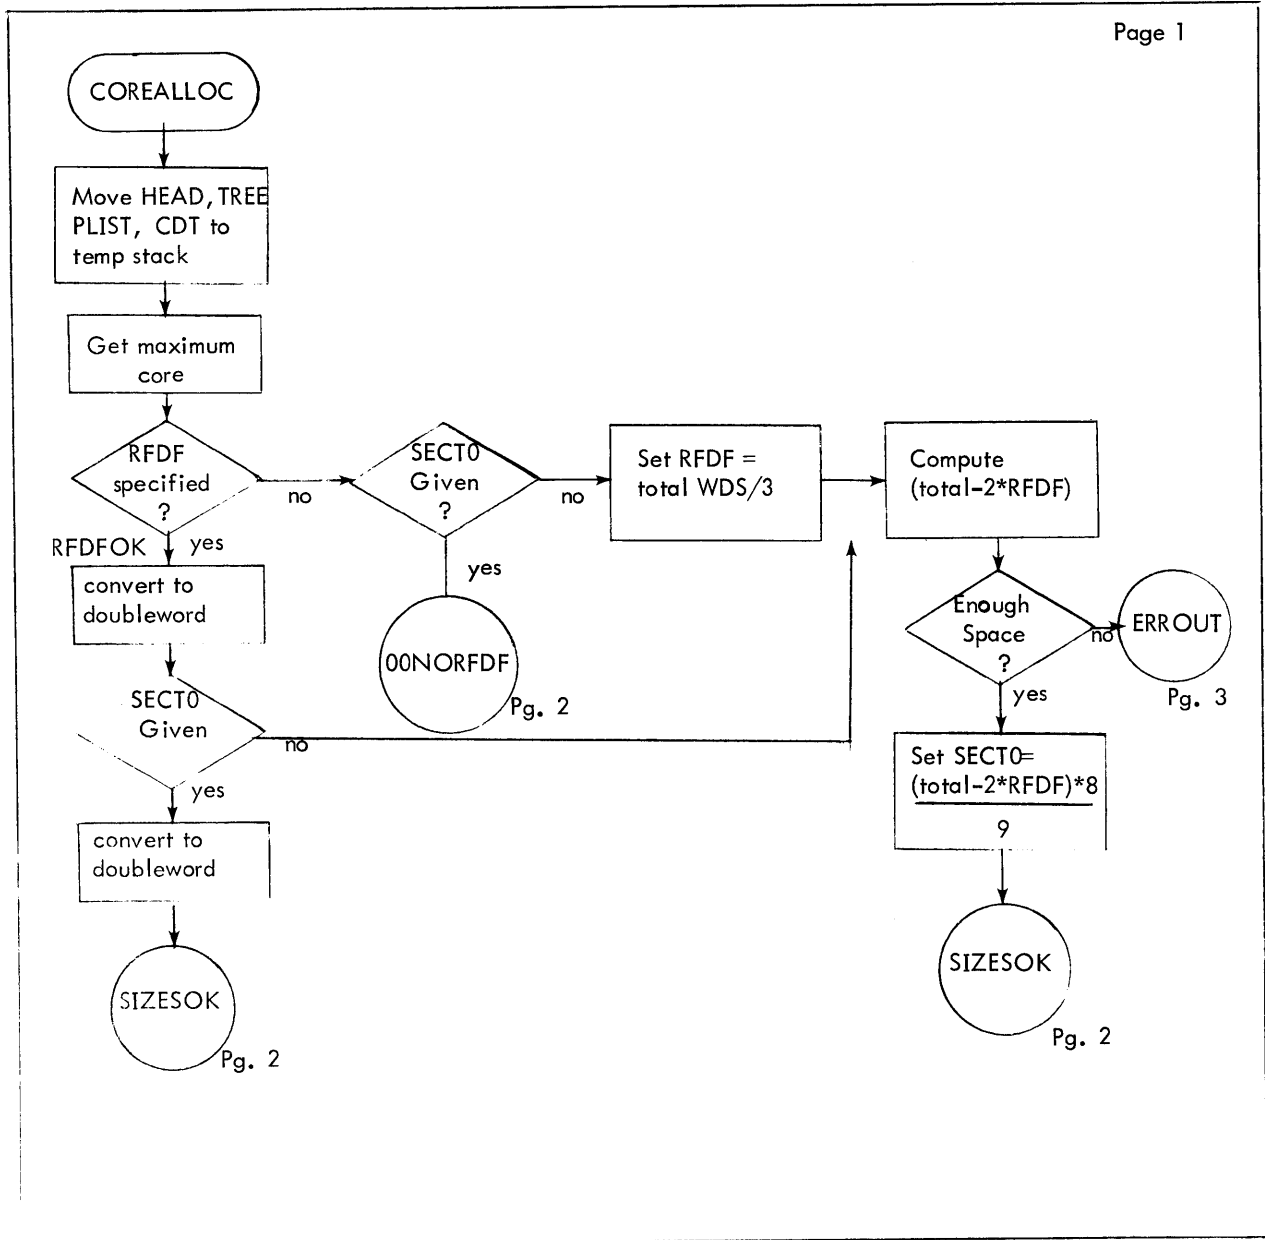 Page 1
COREALLOC
Move HEAD, TREE
PLIST, CDT to
temp stack
Get maximum
core
RFDF
specified
?
no
SECT0
Given
?
no
Set RFDF =
total WDS/3
Compute
(total-2*RFDF)
RFDFOK
yes
convert to
doubleword
yes
00NORFDF
Pg. 2
Enough
Space
?
no
ERROUT
Pg. 3
yes
SECT0
Given
no
yes
Set SECT0=
(total-2*RFDF)*8
9
convert to
doubleword
SIZESOK
Pg. 2
SIZESOK
Pg. 2